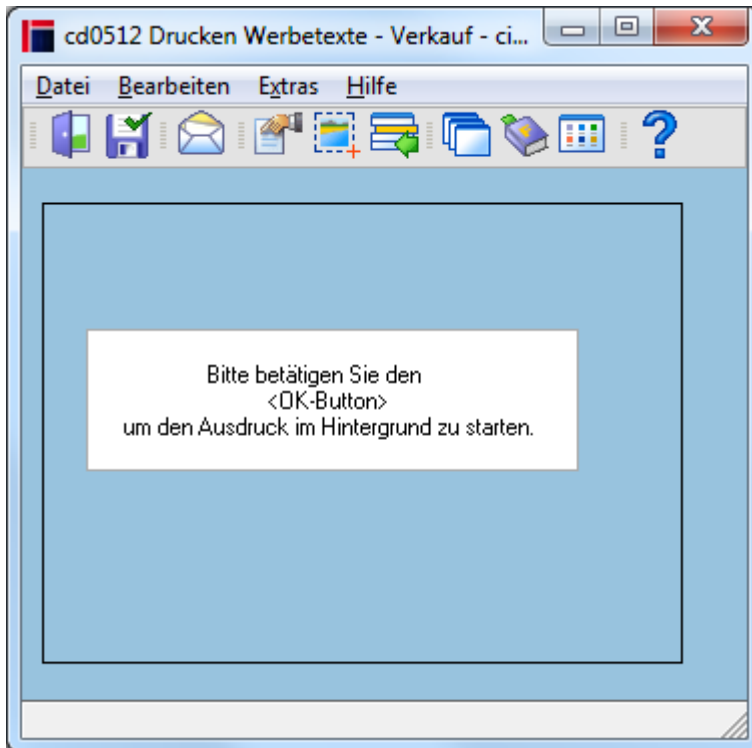 cd0512 Drucken Werbetexte - Verkauf - ci...
Datei Bearbeiten Extras Hilfe
Bitte betätigen Sie den
<OK-Button>
um den Ausdruck im Hintergrund zu starten.